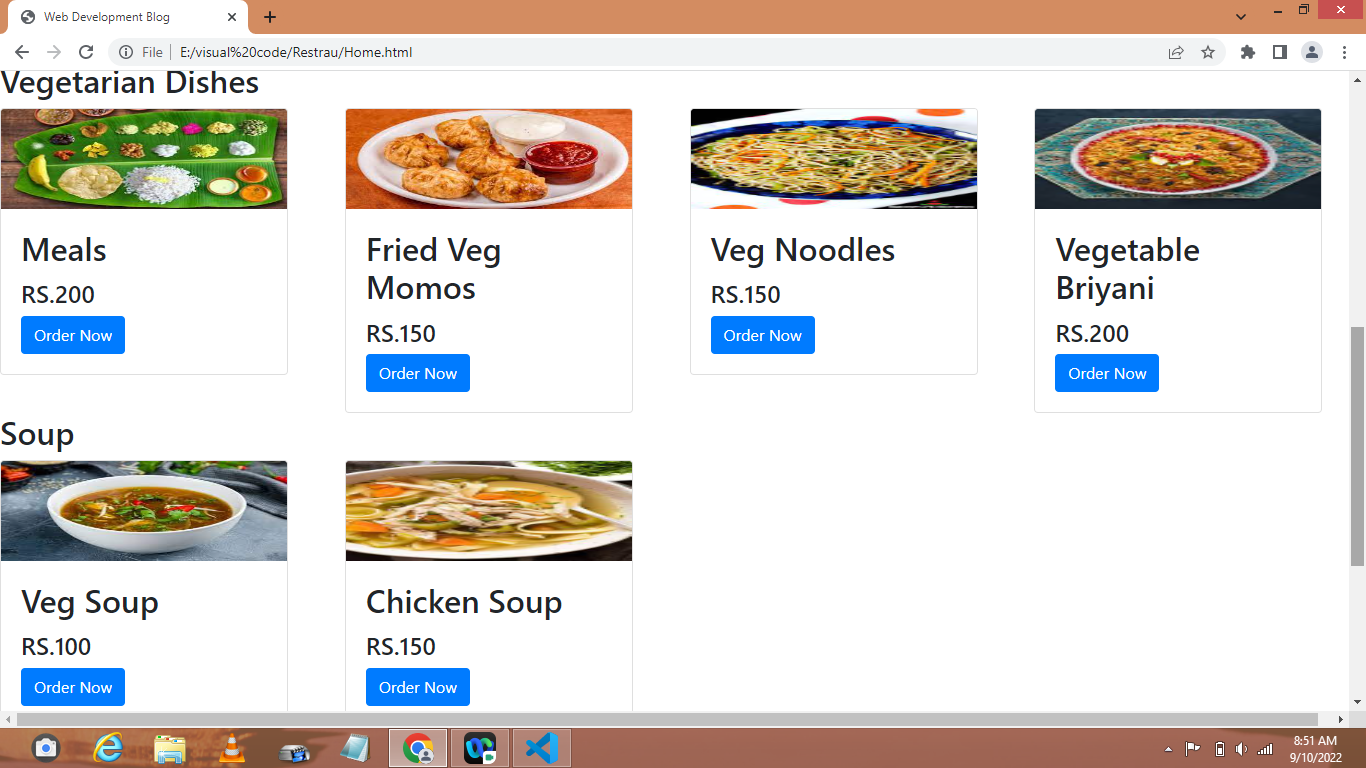 Web Development Blog
File
E:/visual%20code/Restrau/Home.html
Vegetarian Dishes
Meals
RS.200
Order Now
Fried Veg
Momos
RS.150
Order Now
Veg Noodles
RS.150
Order Now
Vegetable
Briyani
RS.200
Order Now
Soup
Veg Soup
RS.100
Order Now
Chicken Soup
RS.150
Order Now
8:51 AM
9/10/2022